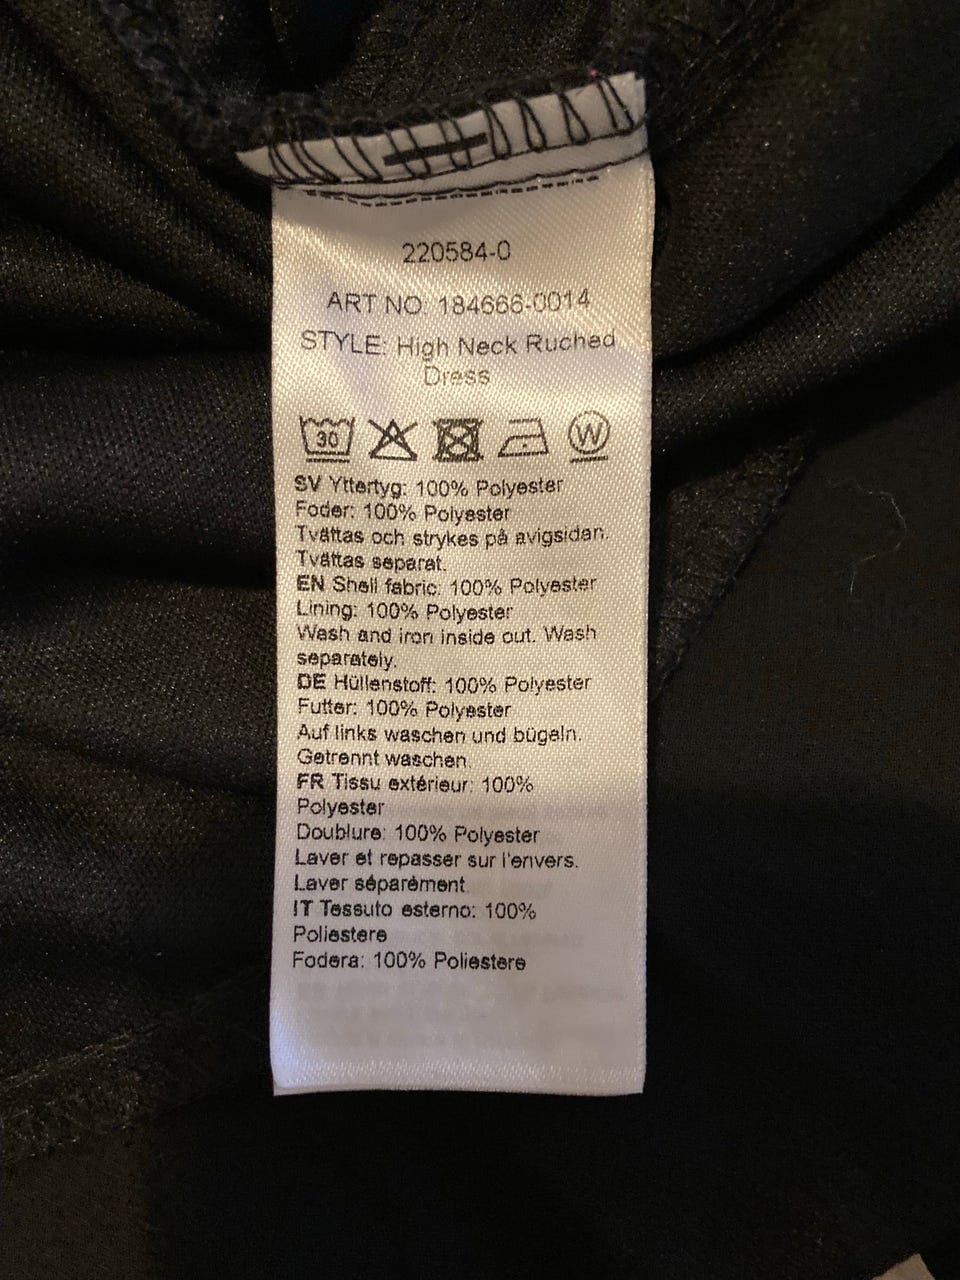 220584-0
ART NO: 184666-0014
STYLE: High Neck Ruched
Dress
30
W
SV Yttertyg: 100% Polyester
Foder: 100% Polyester
Tvättas och strykes på avigsidan.
Tvättas separat.
EN Shell fabric: 100% Polyester
Lining: 100% Polyester
Wash and iron inside out. Wash
separately.
DE Hüllenstoff: 100% Polyester
Futter: 100% Polyester
Auf links waschen und bügeln.
Getrennt waschen.
FR Tissu extérieur: 100%
Polyester
Doublure: 100% Polyester
Laver et repasser sur l'envers.
Laver séparément
IT Tessuto esterno: 100%
Poliestere
Fodera: 100% Poliestere